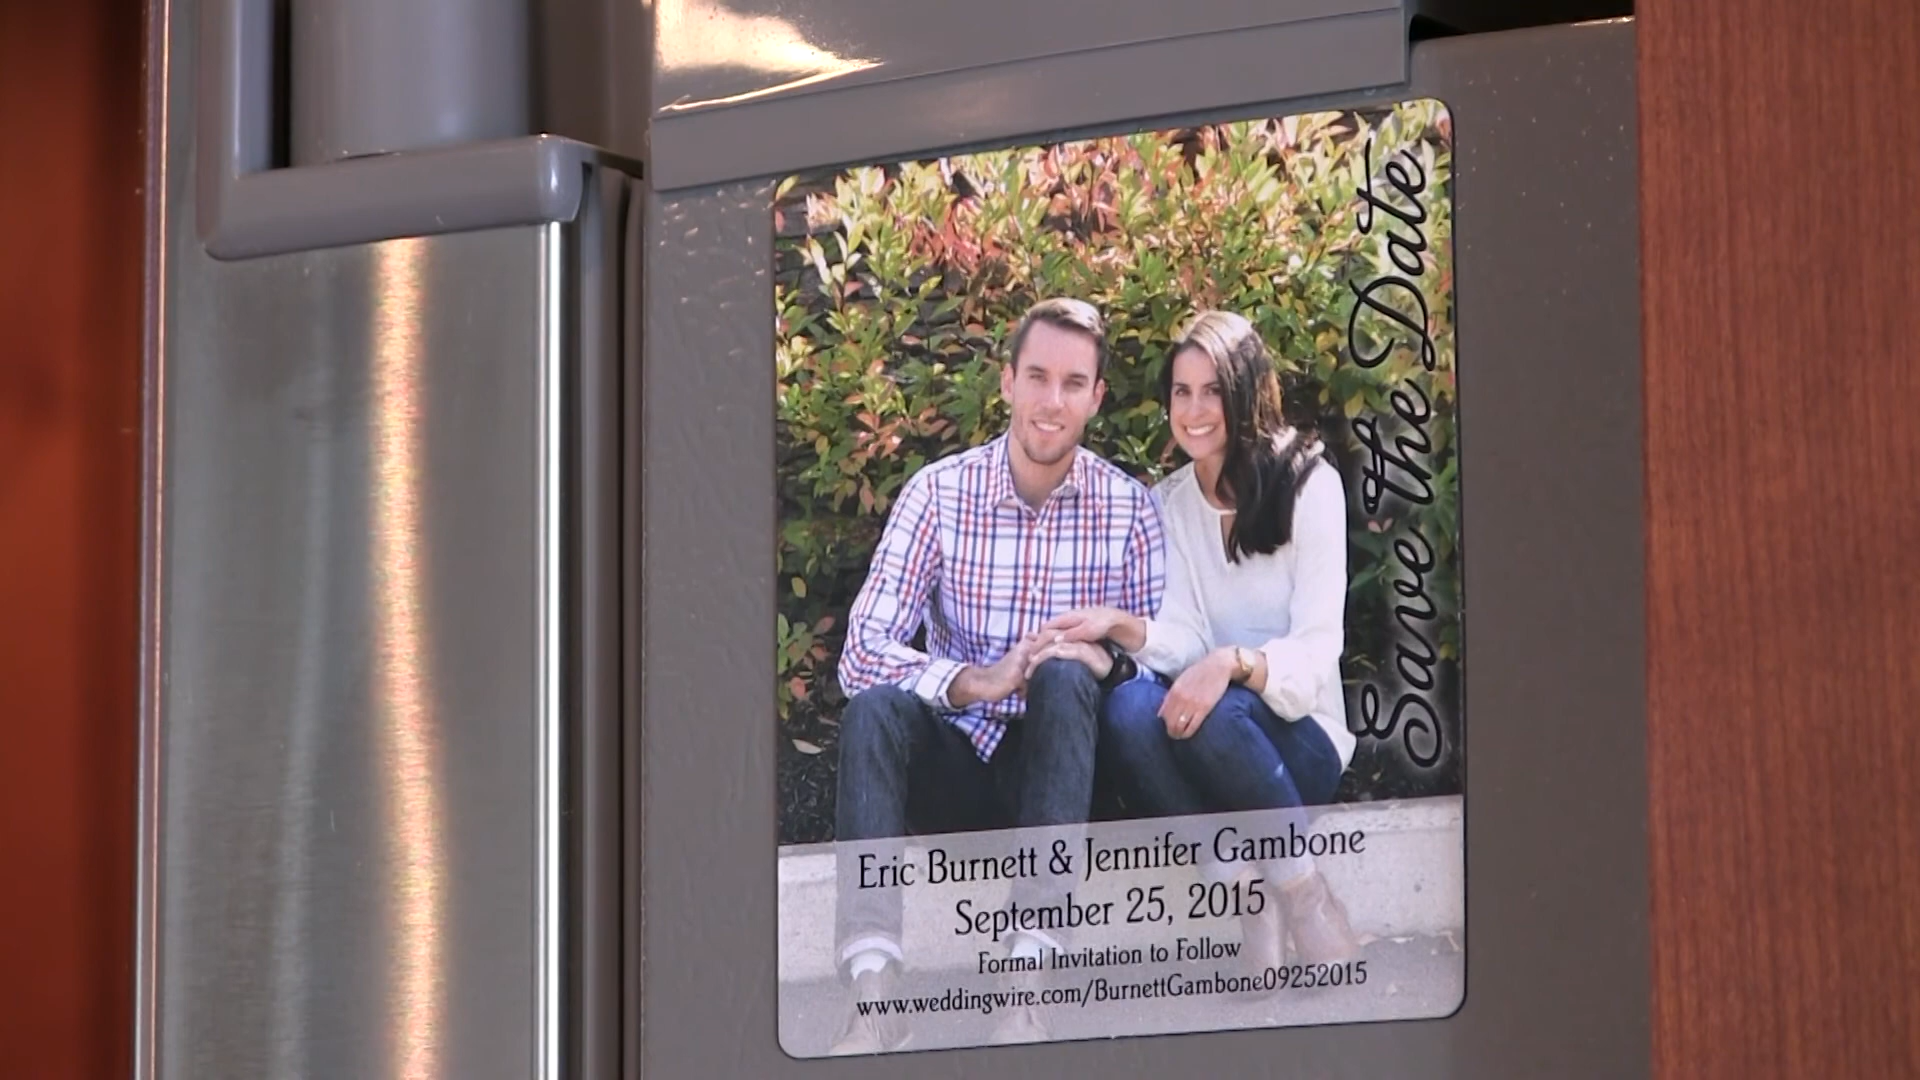 Save the Date
Eric Burnett & Jennifer Gambone
September 25, 2015
Formal Invitation to Follow
www.weddingwire.com/BurnettGambone09252015